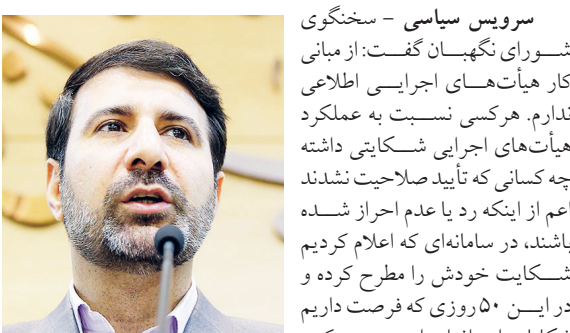 سرویس سیاسی - سخنگوی
شورای نگهبان گفت: از مبانی
کار هیأت‌های اجرایی اطلاعی
ندارم. هرکسی نسبت به عملکرد
هیأت‌های اجرایی شکایتی داشته
چه کسانی که تأیید صلاحیت نشدند
اعم از اینکه رد یا عدم احراز شده
باشند، در سامانه‌ای که اعلام کردیم
شکایت خودش را مطرح کرده و
در این ۵۰ روزی که فرصت داریم